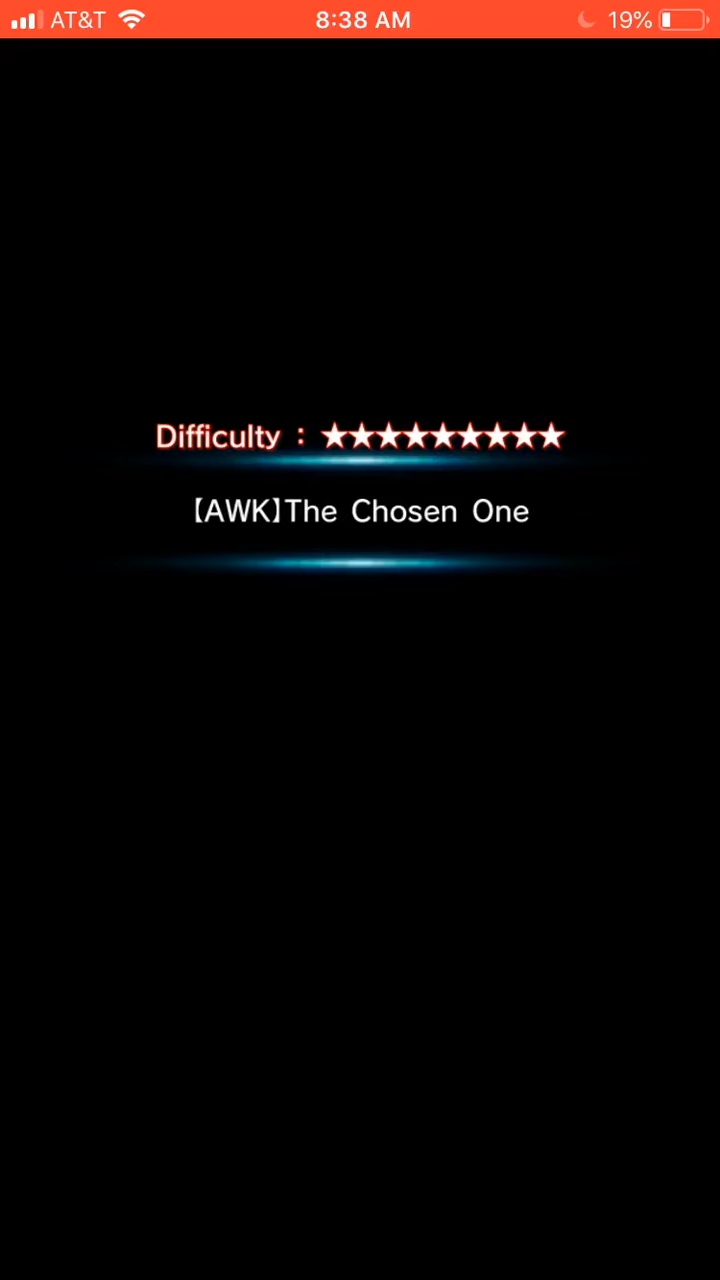 AT&T 8:38 AM 19%
Difficulty : ★★★★★★★★★
【AWK】The Chosen One